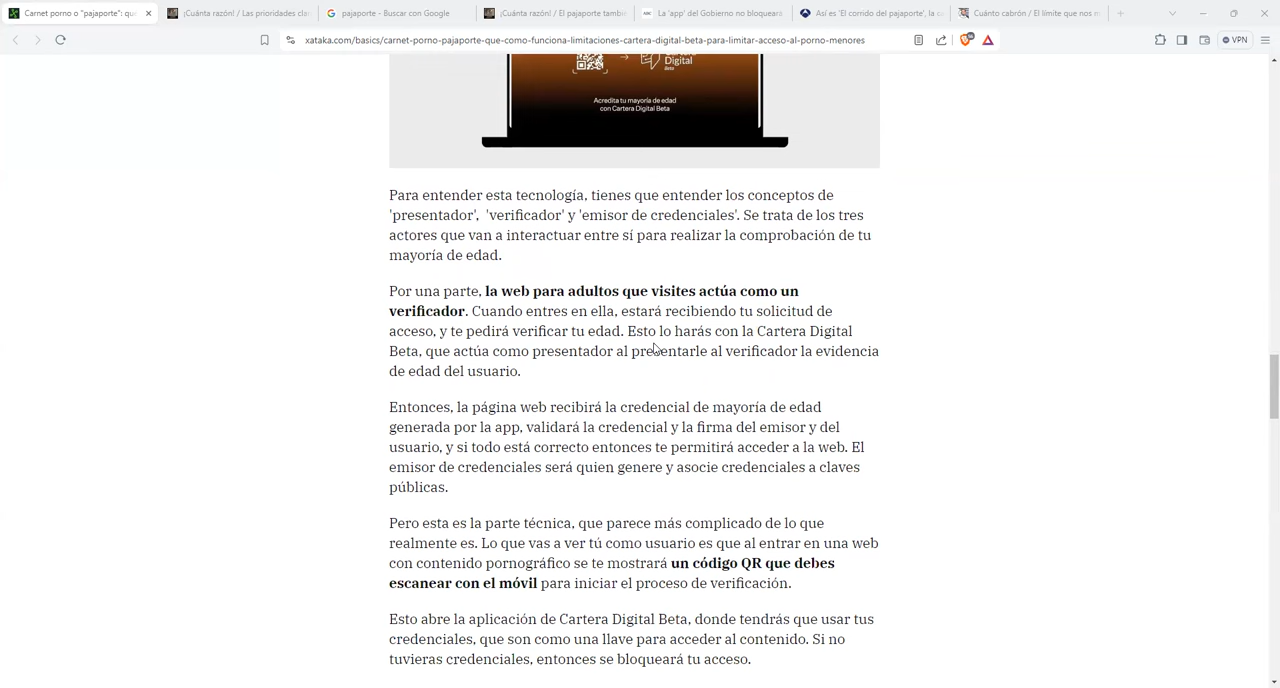 Carnet porno o "pajaporte": qu
¡Cuánta razón! / Las prioridades cla
pajaporte - Buscar con Google
¡Cuánta razón! / El pajaporte tambi
ABC
La 'app' del Gobierno no bloqueará
Así es 'El corrido del pajaporte', la c
Cuánto cabrón / El límite que nos m
xataka.com/basics/carnet-porno-pajaporte-que-como-funciona-limitaciones-cartera-digital-beta-para-limitar-acceso-al-porno-menores
VPN
Digital
Beta
Acredita tu mayoría de edad
con Cartera Digital Beta
Para entender esta tecnología, tienes que entender los conceptos de
'presentador', 'verificador' y 'emisor de credenciales'. Se trata de los tres
actores que van a interactuar entre sí para realizar la comprobación de tu
mayoría de edad.
Por una parte, la web para adultos que visites actúa como un
verificador. Cuando entres en ella, estará recibiendo tu solicitud de
acceso, y te pedirá verificar tu edad. Esto lo harás con la Cartera Digital
Beta, que actúa como presentador al presentarle al verificador la evidencia
de edad del usuario.
Entonces, la página web recibirá la credencial de mayoría de edad
generada por la app, validará la credencial y la firma del emisor y del
usuario, y si todo está correcto entonces te permitirá acceder a la web. El
emisor de credenciales será quien genere y asocie credenciales a claves
públicas.
Pero esta es la parte técnica, que parece más complicado de lo que
realmente es. Lo que vas a ver tú como usuario es que al entrar en una web
con contenido pornográfico se te mostrará un código QR que debes
escanear con el móvil para iniciar el proceso de verificación.
Esto abre la aplicación de Cartera Digital Beta, donde tendrás que usar tus
credenciales, que son como una llave para acceder al contenido. Si no
tuvieras credenciales, entonces se bloqueará tu acceso.